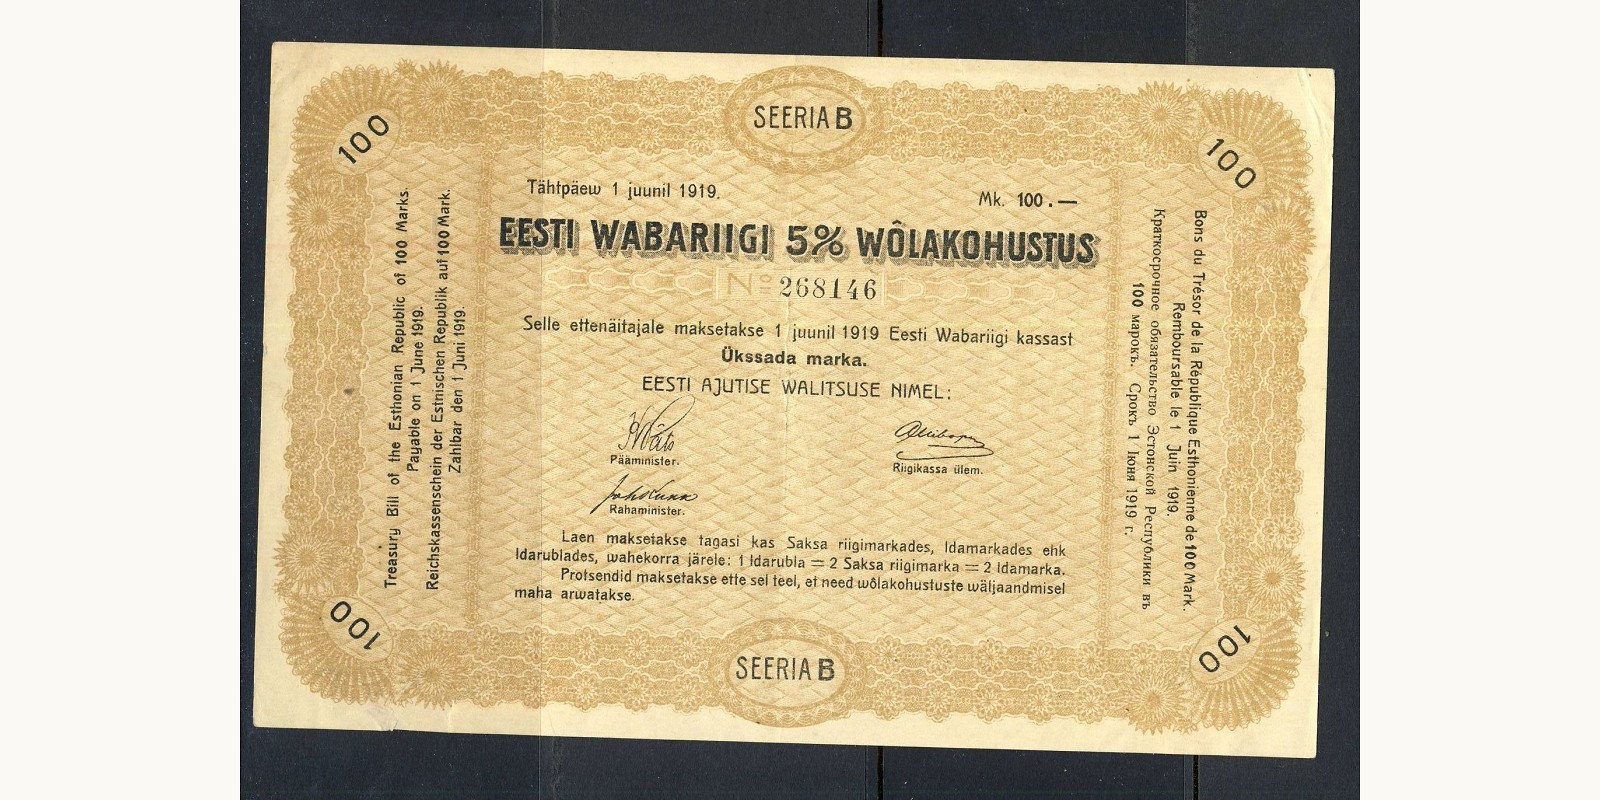 SEERIA B
100
100
Tähtpäew 1 juunil 1919.
Mk. 100.—
EESTI WABARIIGI 5% WÔLAKOHUSTUS
No 268146
Selle ettenäitajale maksetakse 1 juunil 1919 Eesti Wabariigi kassast
Ükssada marka.
EESTI AJUTISE WALITSUSE NIMEL:
Pääminister.
Riigikassa ülem.
Rahaminister.
Laen maksetakse tagasi kas Saksa riigimarkades, Idamarkades ehk
Idarublades, wahekorra järele: 1 Idarubla = 2 Saksa riigimarka = 2 Idamarka.
Protsendid maksetakse ette sel teel, et need wôlakohustuste wäljaandmisel
maha arwatakse.
Treasury Bill of the Esthonian Republic of 100 Marks.
Payable on 1 June 1919.
Reichskassenschein der Estnischen Republik auf 100 Mark.
Zahlbar den 1 Juni 1919.
Bons du Trésor de la République Esthonienne de 100 Mark.
Remboursable le 1 Juin 1919.
Краткосрочное обязательство Эстонской Республики въ
100 марокъ. Срокъ 1 Iюня 1919 г.
100
100
SEERIA B